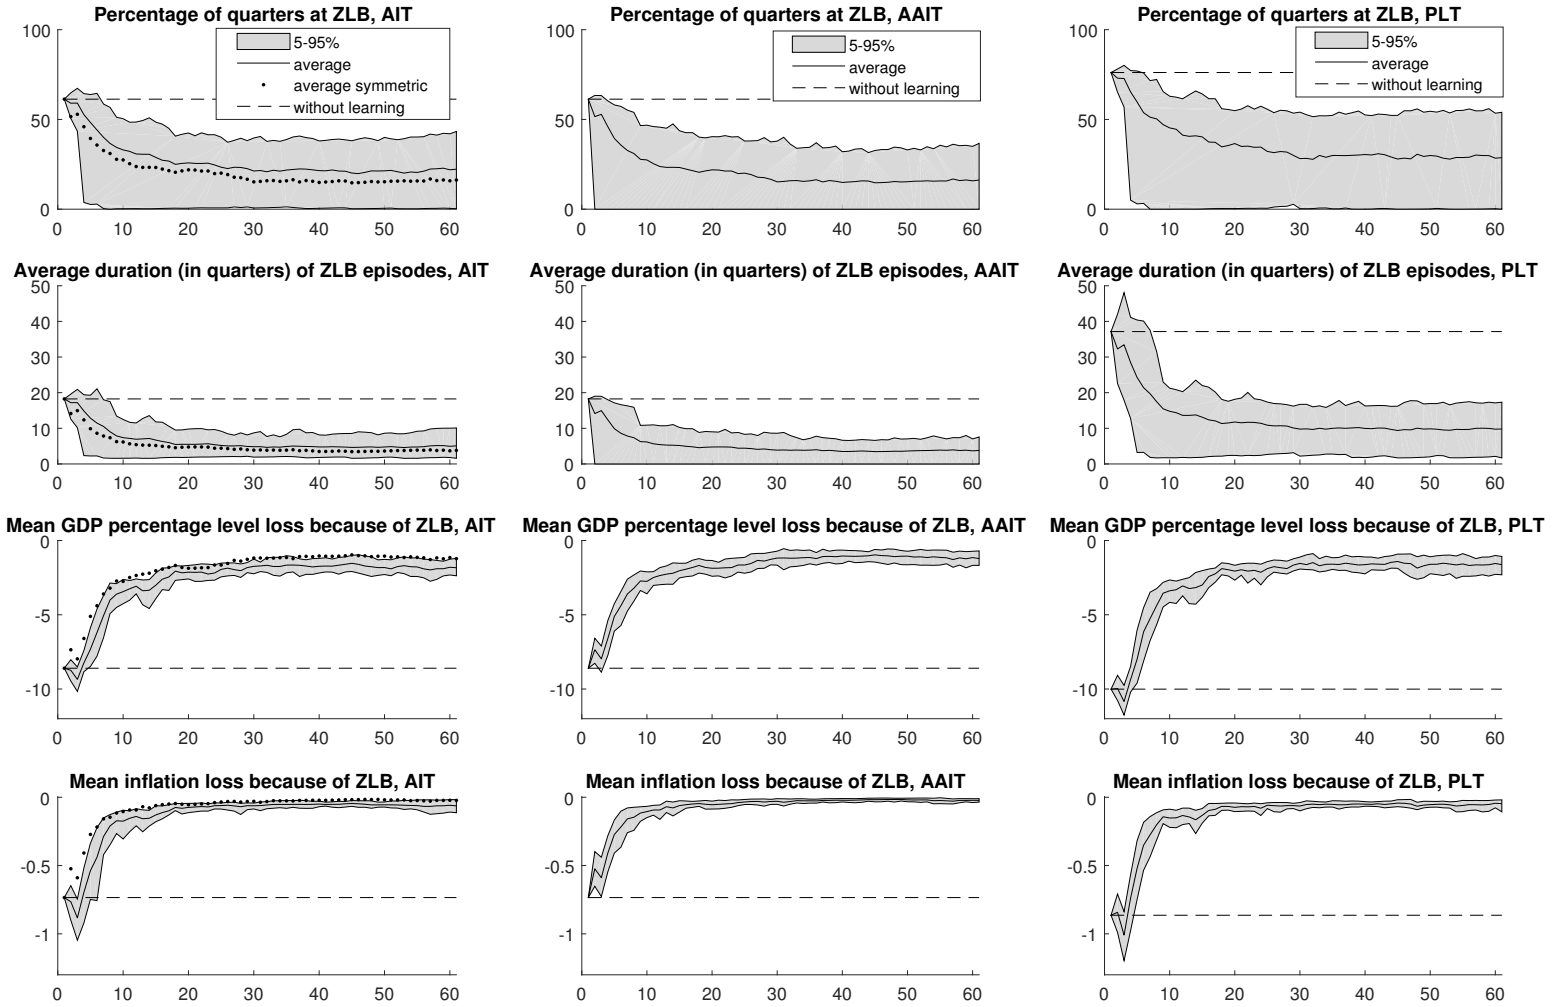 Percentage of quarters at ZLB, AIT
100
50
0
0 10 20 30 40 50 60
5-95%
average
average symmetric
without learning
Percentage of quarters at ZLB, AAIT
100
50
0
0 10 20 30 40 50 60
5-95%
average
without learning
Percentage of quarters at ZLB, PLT
100
50
0
0 10 20 30 40 50 60
5-95%
average
without learning
Average duration (in quarters) of ZLB episodes, AIT
50
40
30
20
10
0
0 10 20 30 40 50 60
Average duration (in quarters) of ZLB episodes, AAIT
50
40
30
20
10
0
0 10 20 30 40 50 60
Average duration (in quarters) of ZLB episodes, PLT
50
40
30
20
10
0
0 10 20 30 40 50 60
Mean GDP percentage level loss because of ZLB, AIT
0
-5
-10
0 10 20 30 40 50 60
Mean GDP percentage level loss because of ZLB, AAIT
0
-5
-10
0 10 20 30 40 50 60
Mean GDP percentage level loss because of ZLB, PLT
0
-5
-10
0 10 20 30 40 50 60
Mean inflation loss because of ZLB, AIT
0
-0.5
-1
0 10 20 30 40 50 60
Mean inflation loss because of ZLB, AAIT
0
-0.5
-1
0 10 20 30 40 50 60
Mean inflation loss because of ZLB, PLT
0
-0.5
-1
0 10 20 30 40 50 60